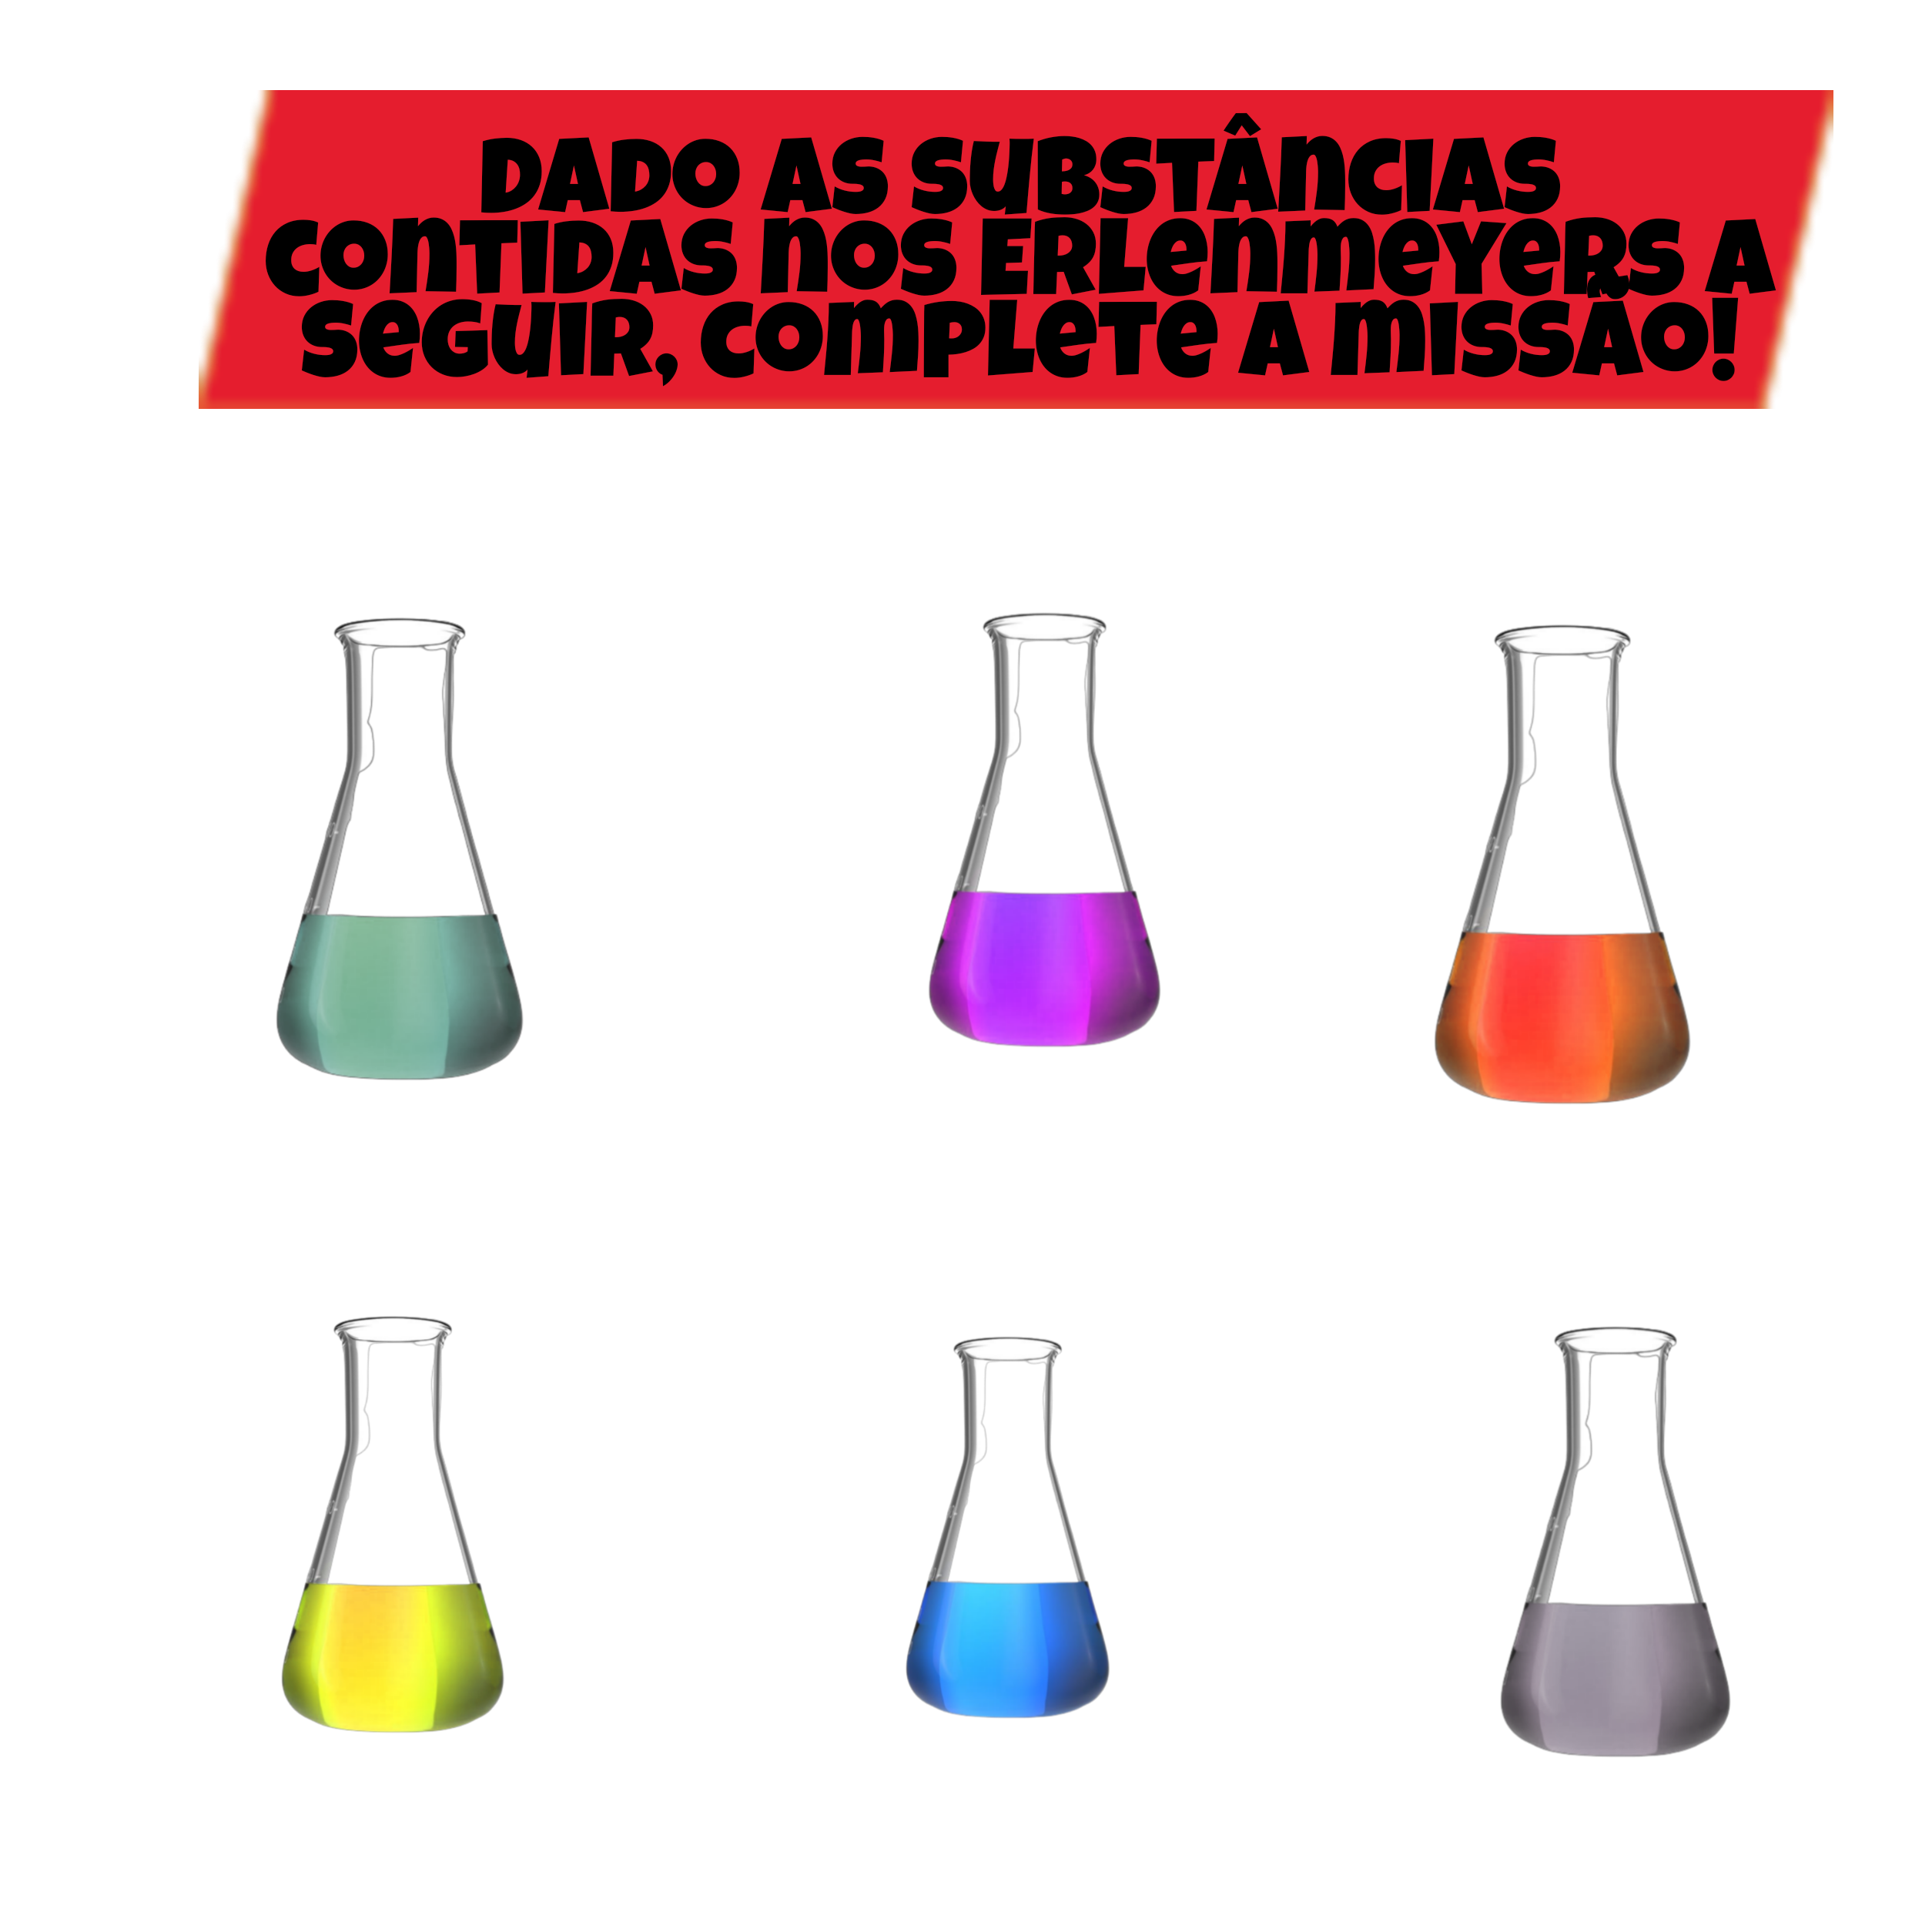 DADO AS SUBSTÂNCIAS
CONTIDAS NOS ERLENMEYERS A
SEGUIR, COMPLETE A MISSÃO!